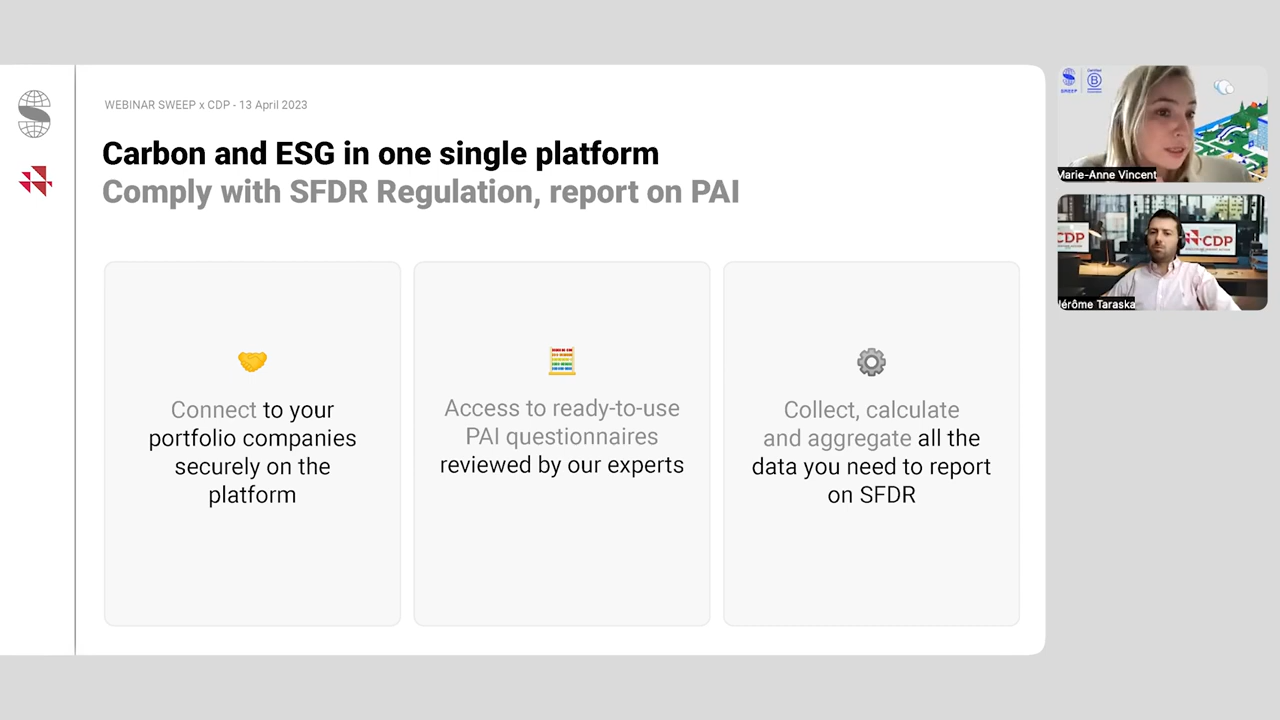 WEBINAR SWEEP x CDP - 13 April 2023
Carbon and ESG in one single platform
Comply with SFDR Regulation, report on PAI
Connect to your
portfolio companies
securely on the
platform
Access to ready-to-use
PAI questionnaires
reviewed by our experts
Collect, calculate
and aggregate all the
data you need to report
on SFDR
SWEEP
Certified
B
Marie-Anne Vincent
CDP
CDP
Jérôme Taraska